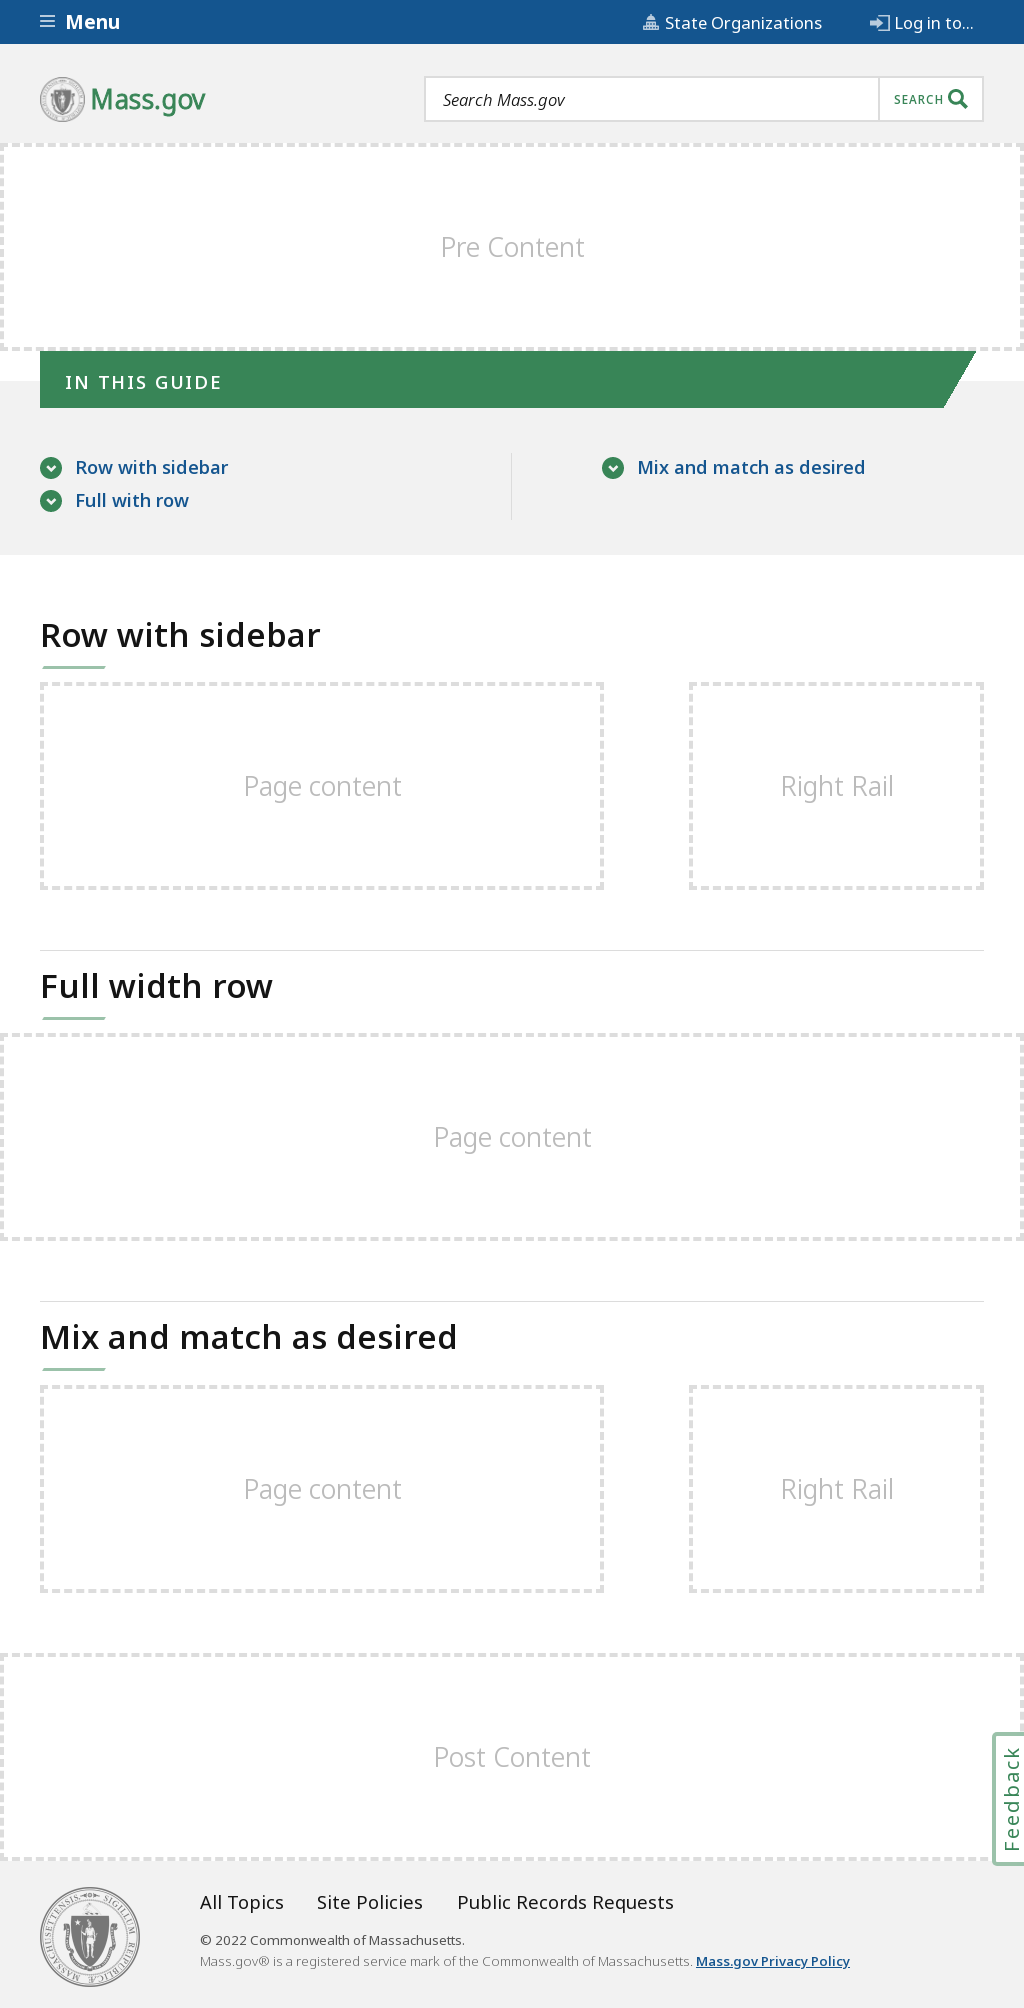 Menu
State Organizations
Log in to...
Mass.gov
Search Mass.gov
SEARCH
Pre Content
IN THIS GUIDE
Row with sidebar
Full with row
Mix and match as desired
Row with sidebar
Page content
Right Rail
Full width row
Page content
Mix and match as desired
Page content
Right Rail
Post Content
Feedback
All Topics
Site Policies
Public Records Requests
© 2022 Commonwealth of Massachusetts.
Mass.gov® is a registered service mark of the Commonwealth of Massachusetts. Mass.gov Privacy Policy